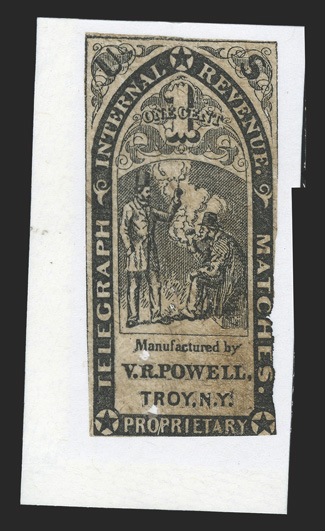 U. S.
INTERNAL REVENUE.
1
ONE CENT
TELEGRAPH MATCHES.
Manufactured by
V.R.POWELL,
TROY,N.Y.
PROPRIETARY